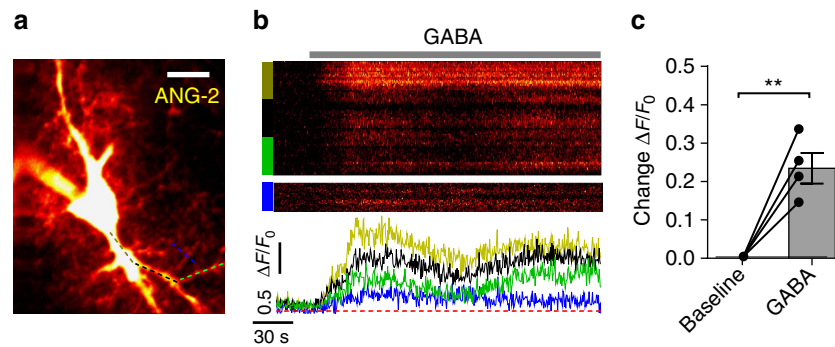 a
ANG-2
b
GABA
ΔF/F0
0.5
30 s
c
**
Change ΔF/F0
0.5
0.4
0.3
0.2
0.1
0.0
Baseline
GABA